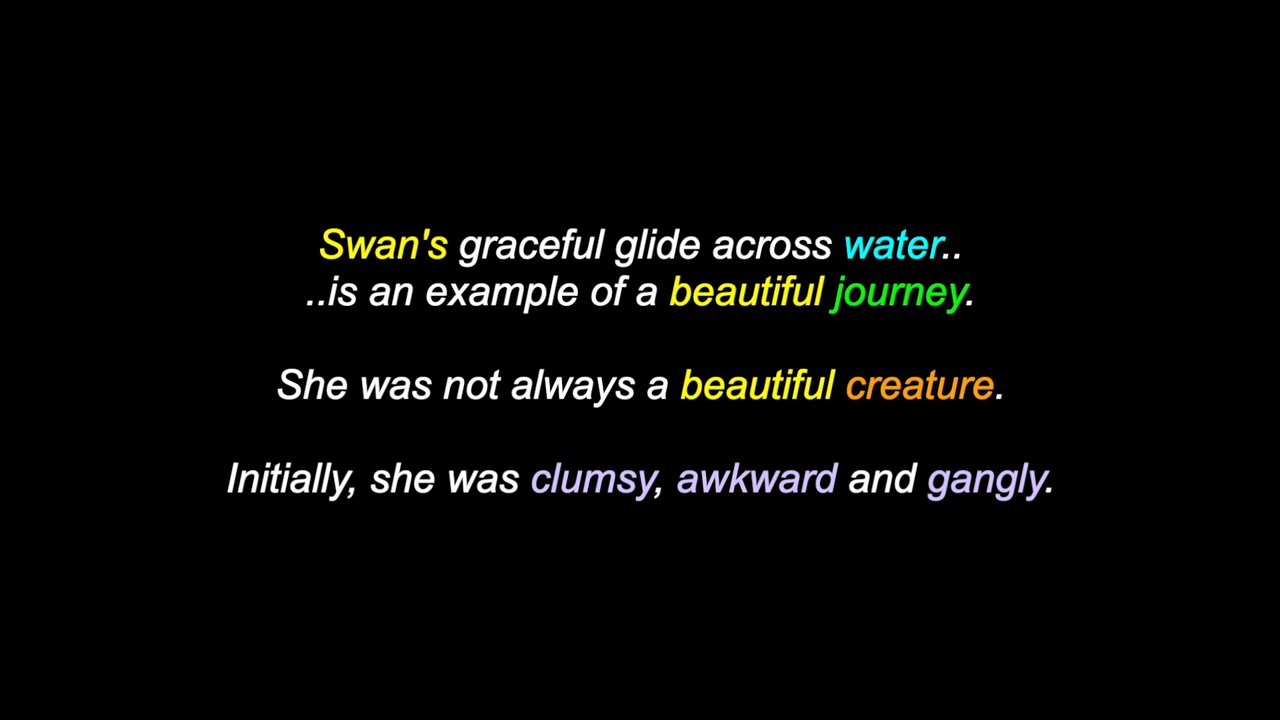 Swan's graceful glide across water..
..is an example of a beautiful journey.
She was not always a beautiful creature.
Initially, she was clumsy, awkward and gangly.